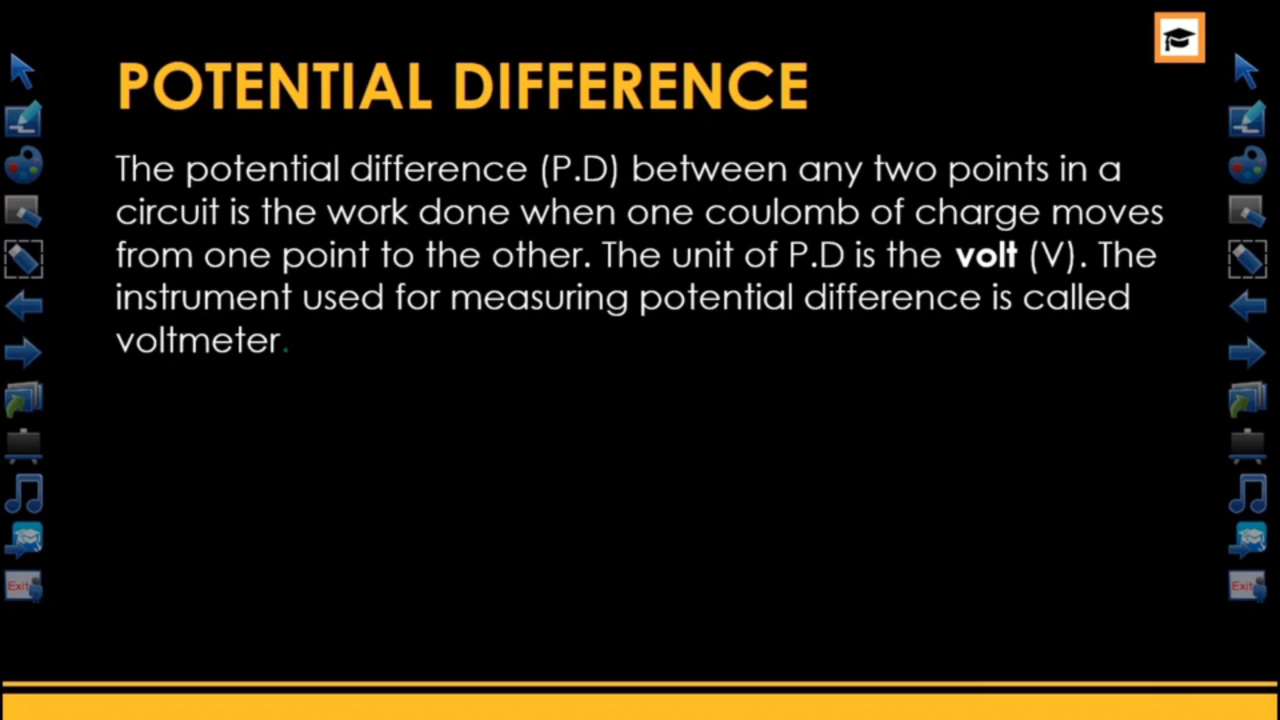 POTENTIAL DIFFERENCE
The potential difference (P.D) between any two points in a
circuit is the work done when one coulomb of charge moves
from one point to the other. The unit of P.D is the volt (V). The
instrument used for measuring potential difference is called
voltmeter.
Exit
Exit